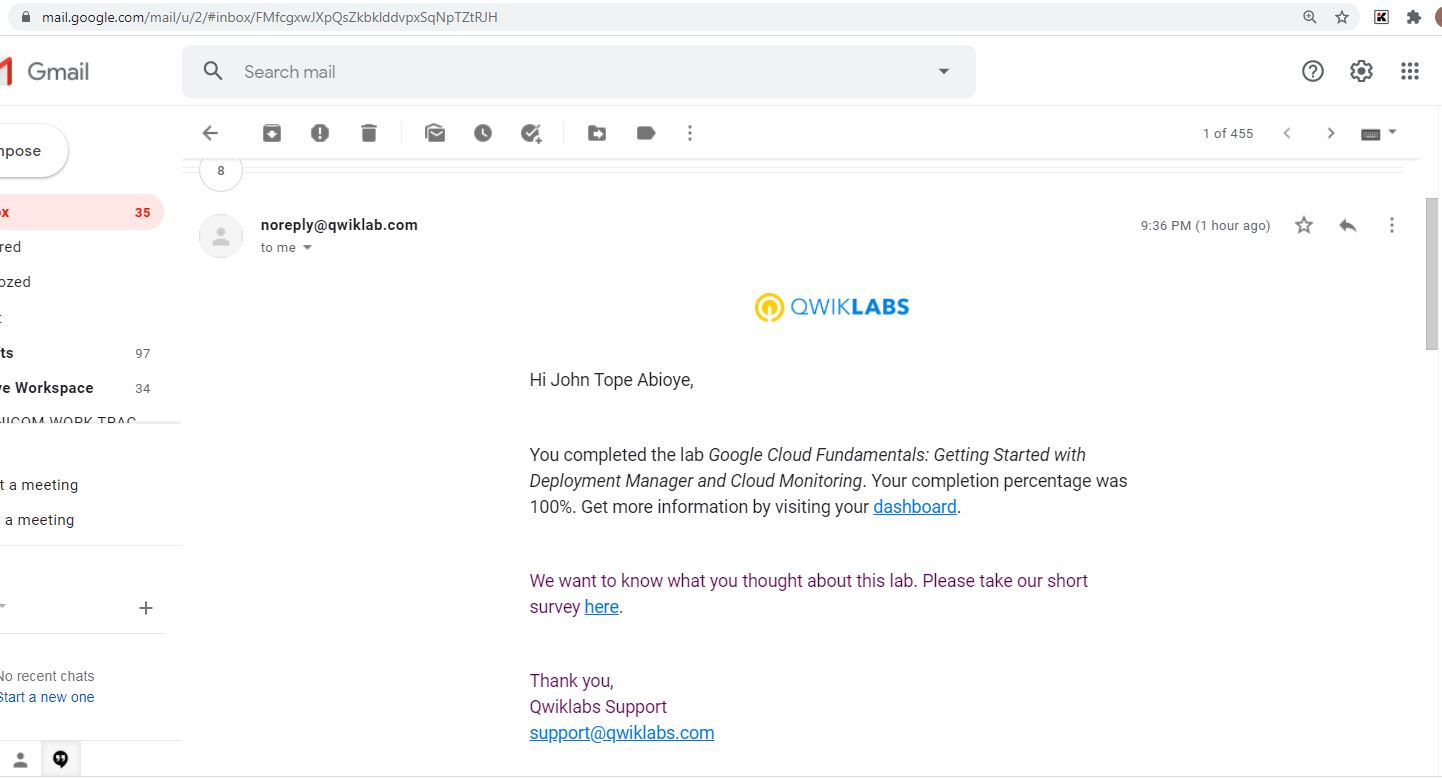 mail.google.com/mail/u/2/#inbox/FMfcgxwJXpQsZkbklddvpxSqNpTZtRJH
Gmail
Search mail
mpose
1 of 455
8
ox
35
noreply@qwiklab.com
9:36 PM (1 hour ago)
to me
red
ozed
t
QWIKLABS
fts
97
Hi John Tope Abioye,
ve Workspace
34
NICOM WORK TRAC
You completed the lab Google Cloud Fundamentals: Getting Started with
Deployment Manager and Cloud Monitoring. Your completion percentage was
100%. Get more information by visiting your dashboard.
t a meeting
a meeting
We want to know what you thought about this lab. Please take our short
survey here.
No recent chats
Start a new one
Thank you,
Qwiklabs Support
support@qwiklabs.com